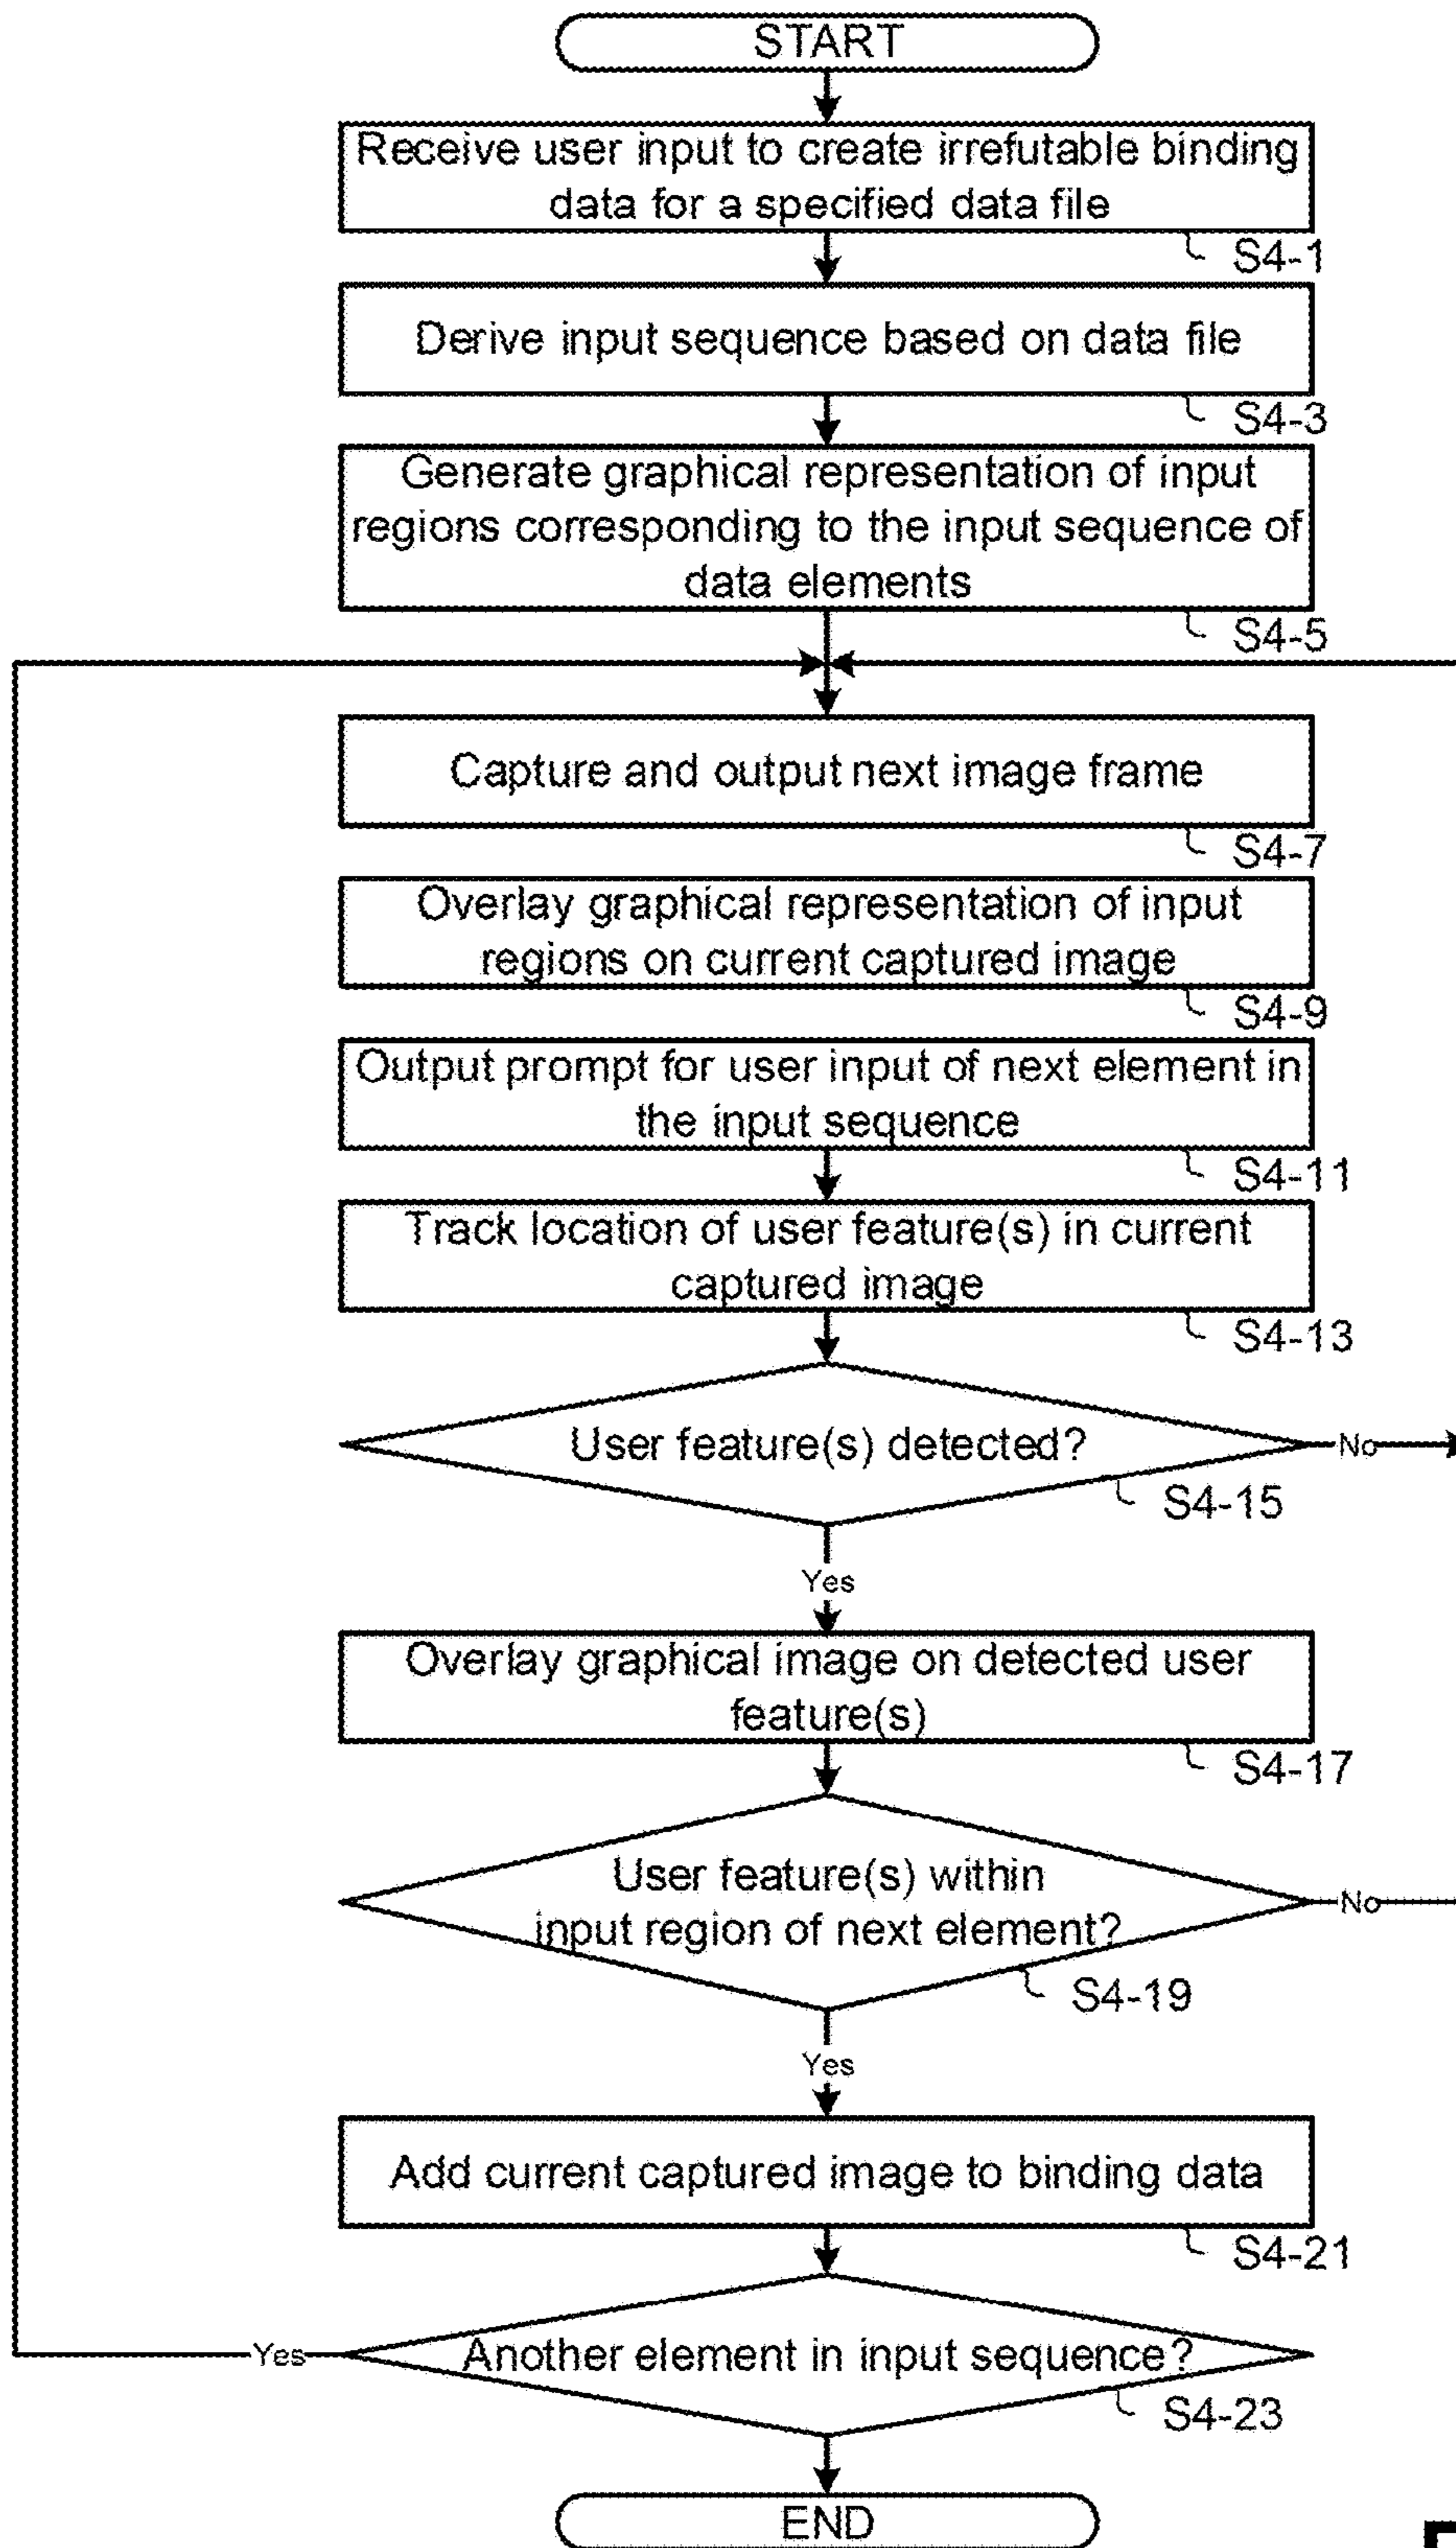 START
Receive user input to create irrefutable binding
data for a specified data file
S4-1
Derive input sequence based on data file
S4-3
Generate graphical representation of input
regions corresponding to the input sequence of
data elements
S4-5
Capture and output next image frame
S4-7
Overlay graphical representation of input
regions on current captured image
S4-9
Output prompt for user input of next element in
the input sequence
S4-11
Track location of user feature(s) in current
captured image
S4-13
User feature(s) detected?
No
S4-15
Yes
Overlay graphical image on detected user
feature(s)
S4-17
User feature(s) within
input region of next element?
No
S4-19
Yes
Add current captured image to binding data
S4-21
Another element in input sequence?
Yes
S4-23
END